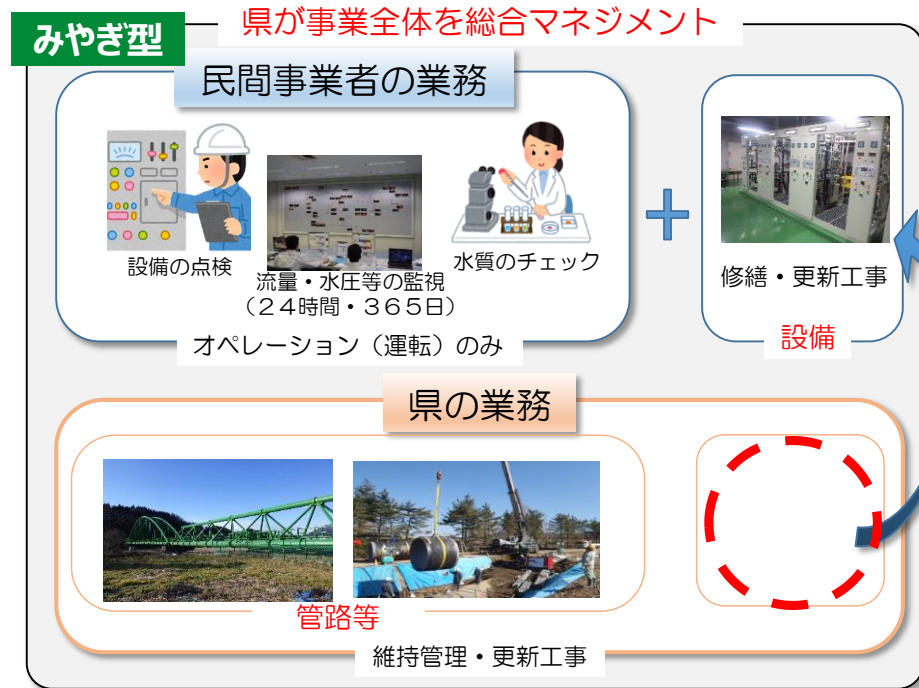 県が事業全体を総合マネジメント
みやぎ型
民間事業者の業務
設備の点検
流量・水圧等の監視
（２４時間・３６５日）
水質のチェック
オペレーション（運転）のみ
修繕・更新工事
設備
県の業務
管路等
維持管理・更新工事